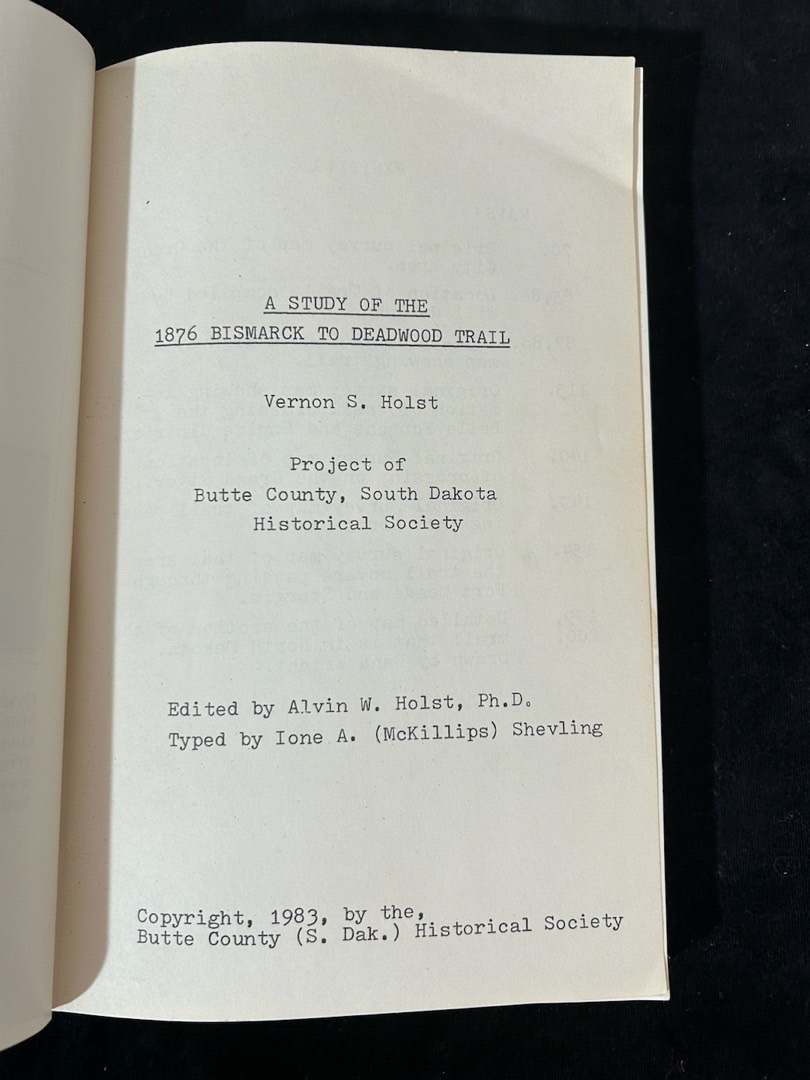 A STUDY OF THE
1876 BISMARCK TO DEADWOOD TRAIL
Vernon S. Holst
Project of
Butte County, South Dakota
Historical Society
Edited by Alvin W. Holst, Ph.D.
Typed by Ione A. (McKillips) Shevling
Copyright, 1983, by the,
Butte County (S. Dak.) Historical Society